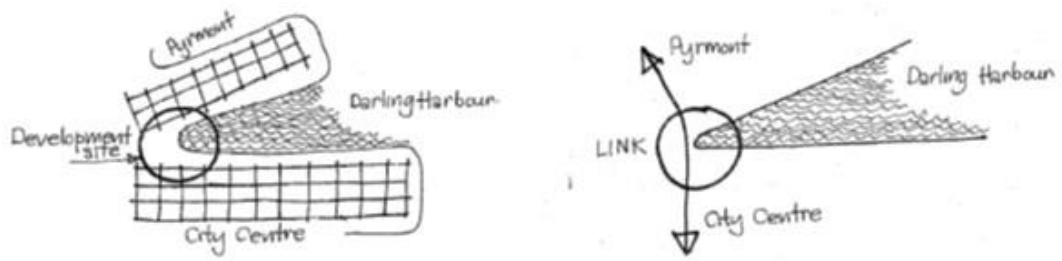 Pyrmont
Darling Harbour
Development
site
City Centre
Pyrmont
Darling Harbour
LINK
City Centre